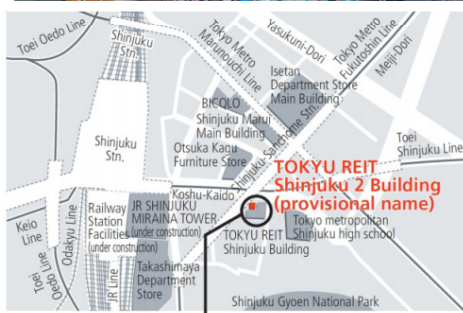 Toei Oedo Line
Shinjuku
Stn.
Tokyo Metro
Marunouchi Line
Yasukuni-Dori
Tokyo Metro
Fukutoshin Line
Meiji-Dori
Isetan
Department Store
Main Building
BICQLO
Shinjuku Marui
Main Building
Otsuka Kagu
Furniture Store
Shinjuku-Sanchome Stn.
Shinjuku
Stn.
Toei
Shinjuku Line
TOKYU REIT
Shinjuku 2 Building
(provisional name)
Koshu-Kaido
Keio
Line
Odakyu Line
Toei
Oedo Line
Railway
Station
Facilities
(under construction)
JR Line
JR SHINJUKU
MIRAINA TOWER
(under construction)
Takashimaya
Department
Store
TOKYU REIT
Shinjuku Building
Tokyo metropolitan
Shinjuku high school
Shinjuku Gyoen National Park